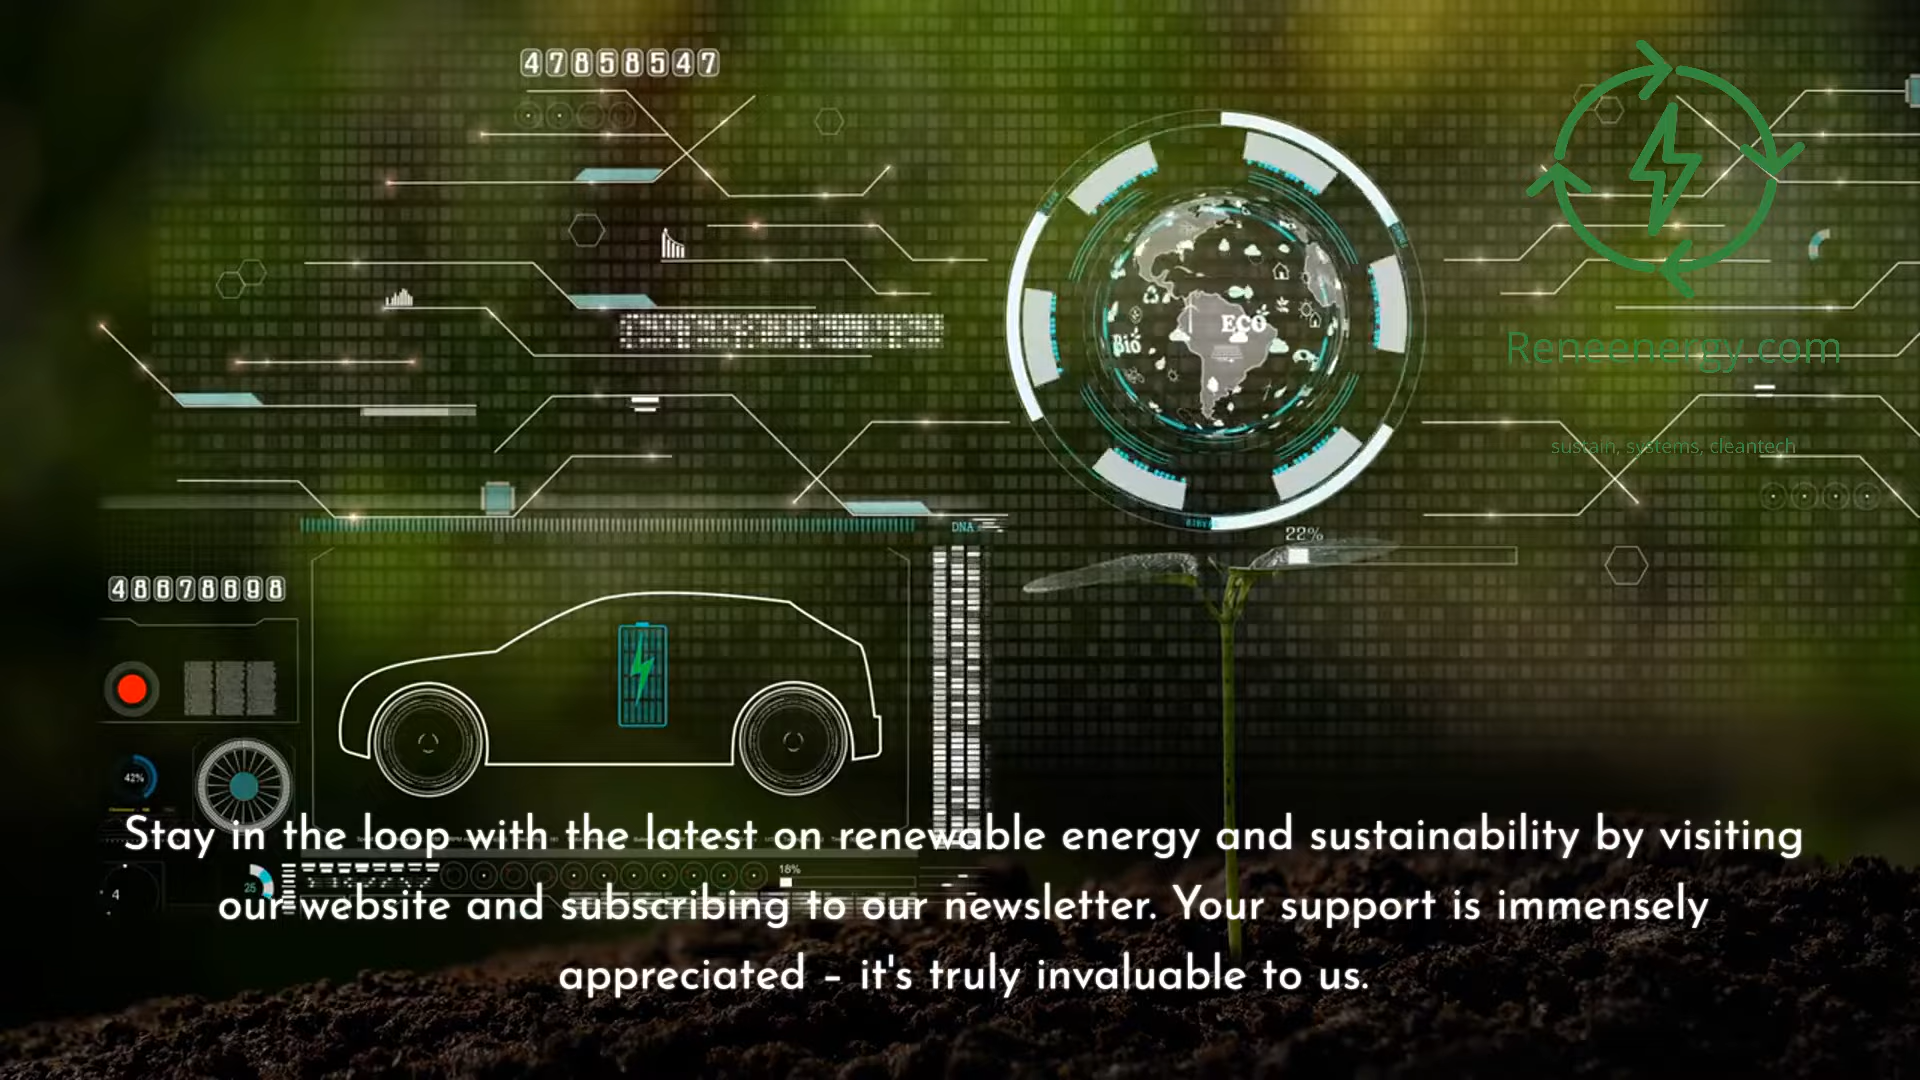 47858547
ECO
Bio
Reneenergy.com
sustain, systems, cleantech
DNA
22%
48678698
42%
Stay in the loop with the latest on renewable energy and sustainability by visiting
18%
25
4
our website and subscribing to our newsletter. Your support is immensely
appreciated – it's truly invaluable to us.